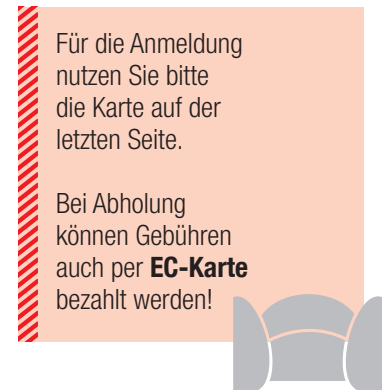 Für die Anmeldung
nutzen Sie bitte
die Karte auf der
letzten Seite.

Bei Abholung
können Gebühren
auch per EC-Karte
bezahlt werden!